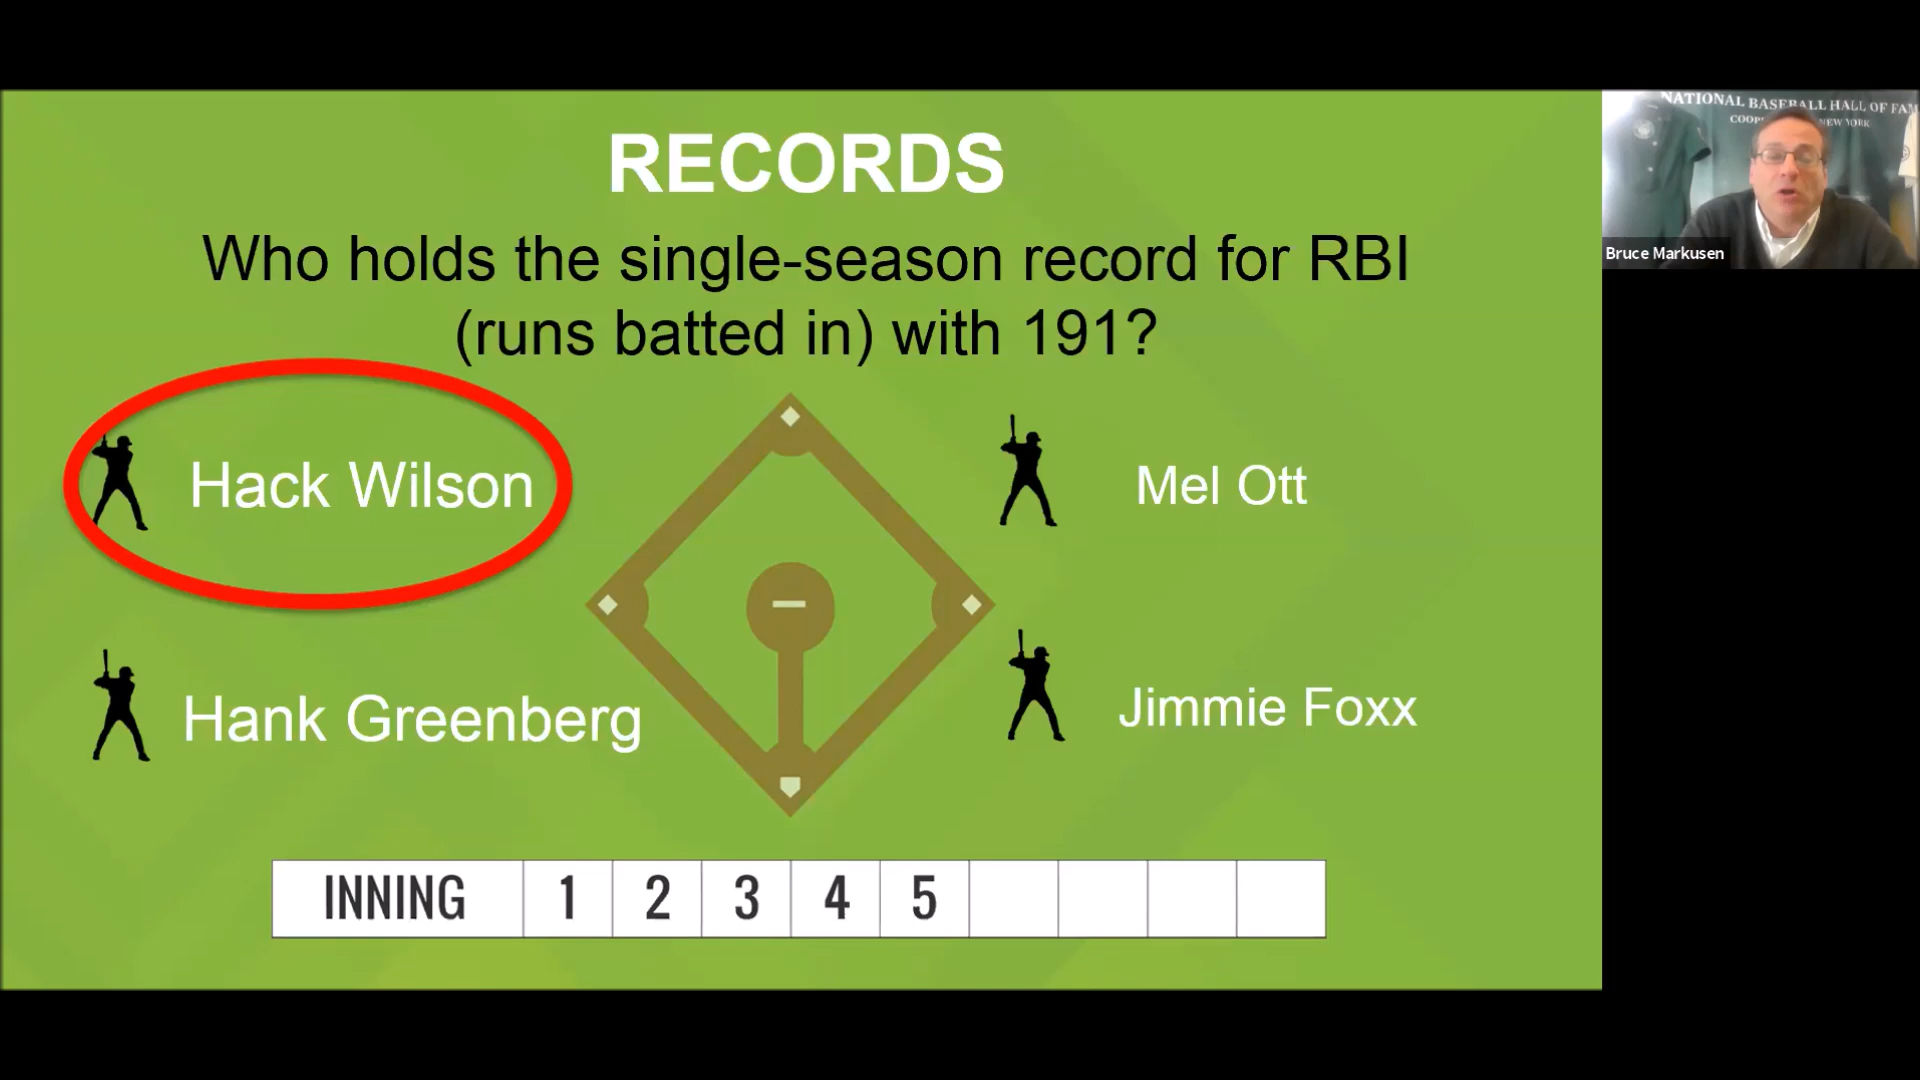 RECORDS
Who holds the single-season record for RBI
(runs batted in) with 191?
Hack Wilson
Mel Ott
Hank Greenberg
Jimmie Foxx
INNING 1 2 3 4 5
NATIONAL BASEBALL HALL OF FAM
NEW YORK
Bruce Markusen